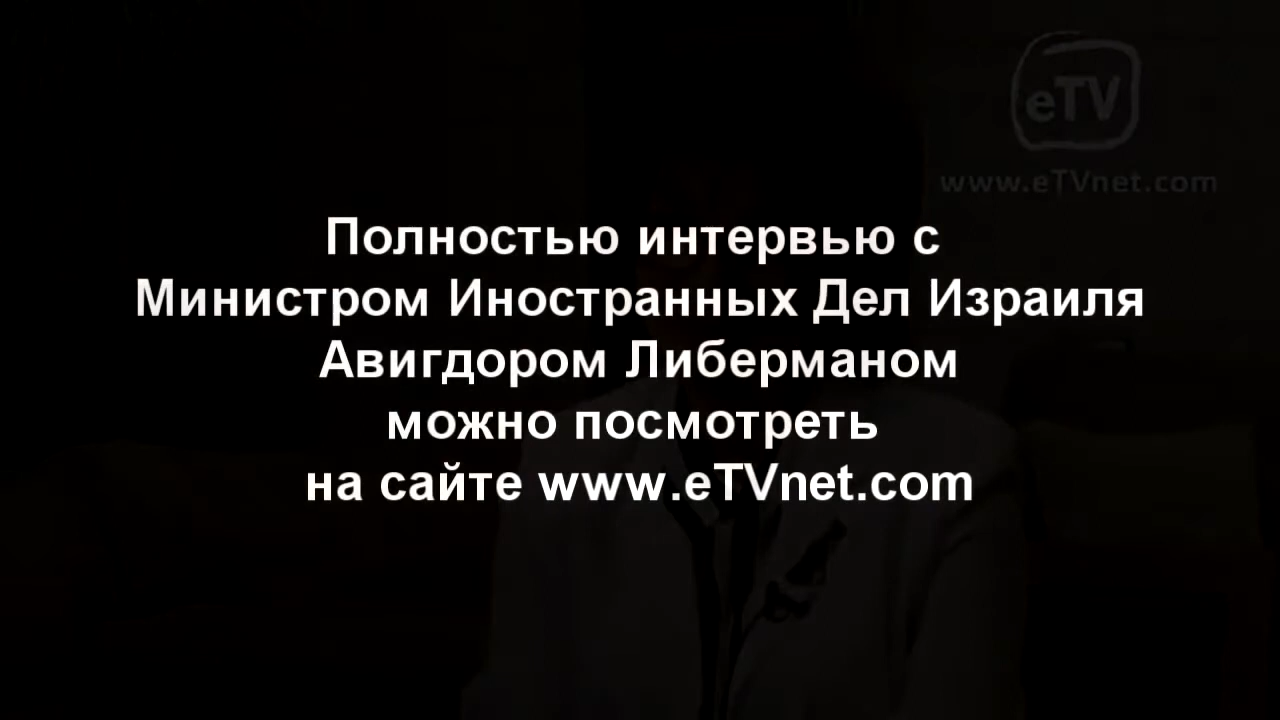 eTV
www.eTVnet.com
Полностью интервью с
Министром Иностранных Дел Израиля
Авигдором Либерманом
можно посмотреть
на сайте www.eTVnet.com